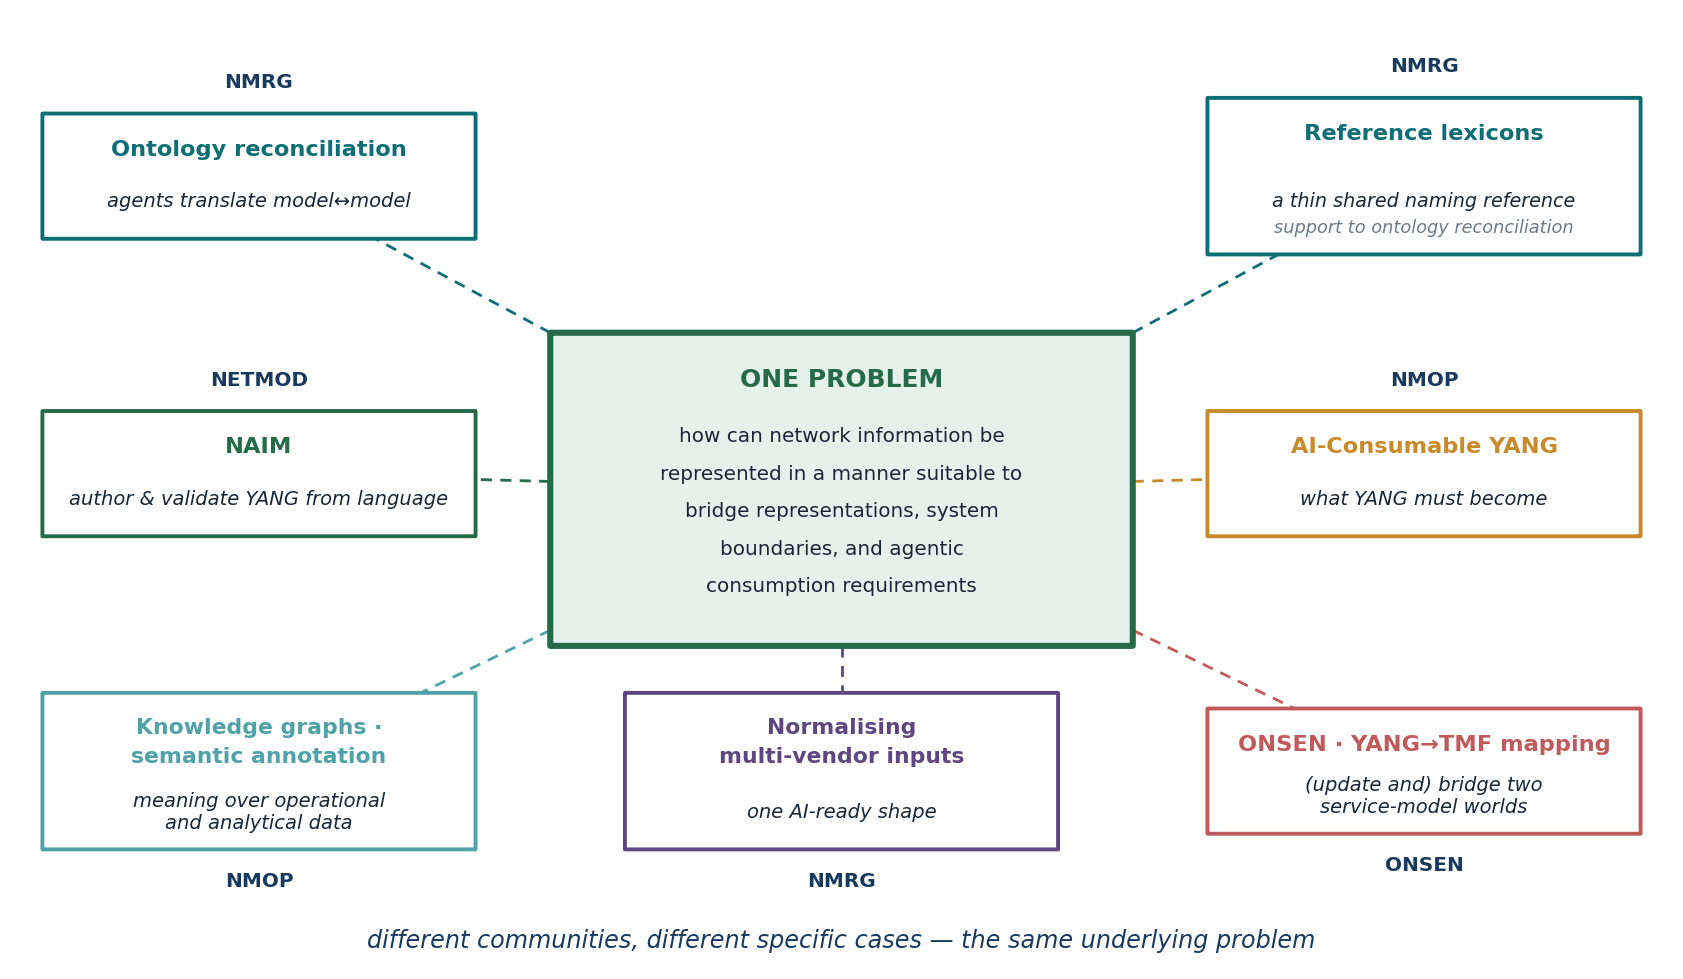 NMRG
Ontology reconciliation
agents translate model↔model
NMRG
Reference lexicons
a thin shared naming reference
support to ontology reconciliation
NETMOD
NAIM
author & validate YANG from language
ONE PROBLEM
how can network information be
represented in a manner suitable to
bridge representations, system
boundaries, and agentic
consumption requirements
NMOP
AI-Consumable YANG
what YANG must become
Knowledge graphs ·
semantic annotation
meaning over operational
and analytical data
NMOP
Normalising
multi-vendor inputs
one AI-ready shape
NMRG
ONSEN · YANG→TMF mapping
(update and) bridge two
service-model worlds
ONSEN
different communities, different specific cases — the same underlying problem